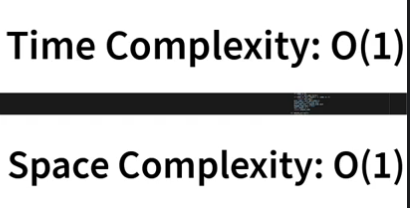 Time Complexity: O(1)
Space Complexity: O(1)